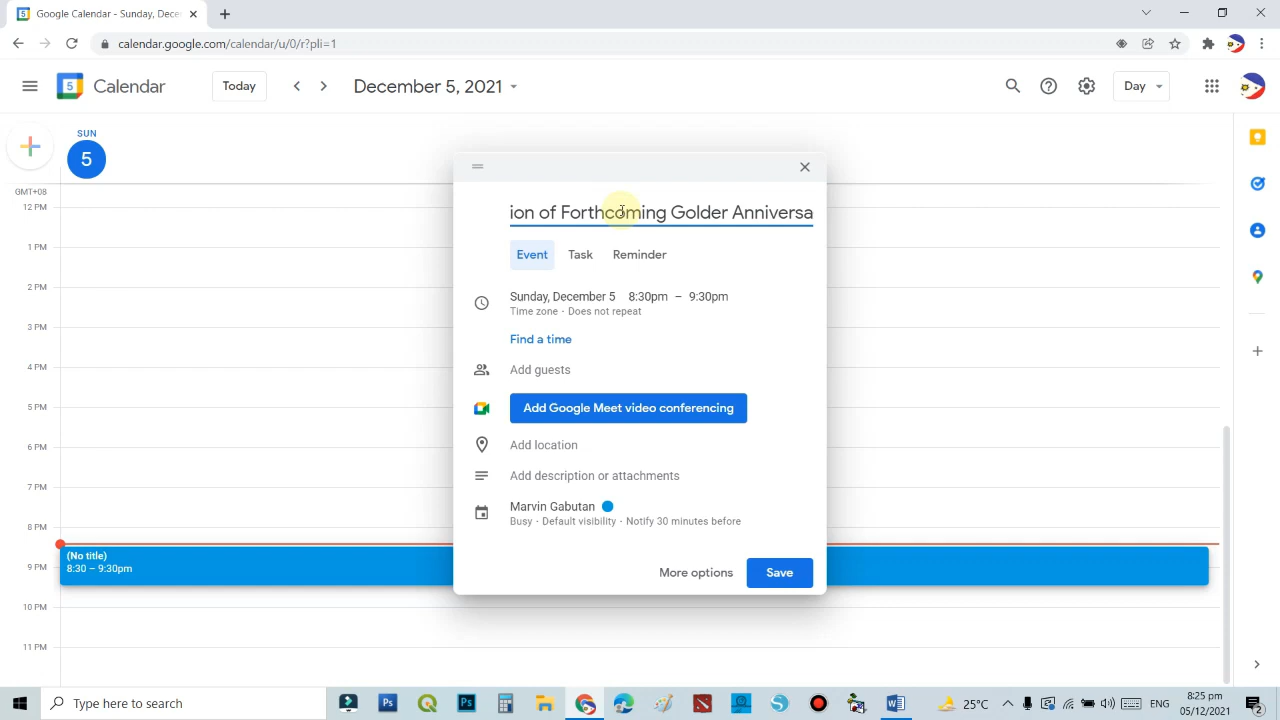 5 Google Calendar - Sunday, Dece
calendar.google.com/calendar/u/0/r?pli=1
5 Calendar Today December 5, 2021 Day
SUN
5
GMT+08
12 PM
1 PM
2 PM
3 PM
4 PM
5 PM
6 PM
7 PM
8 PM
9 PM
10 PM
11 PM
(No title)
8:30 – 9:30pm
ion of Forthcoming Golder Anniversa
Event Task Reminder
Sunday, December 5 8:30pm – 9:30pm
Time zone · Does not repeat
Find a time
Add guests
Add Google Meet video conferencing
Add location
Add description or attachments
Marvin Gabutan
Busy · Default visibility · Notify 30 minutes before
More options Save
Type here to search
Ps
Ps
W
25°C
ENG
8:25 pm
05/12/2021
2